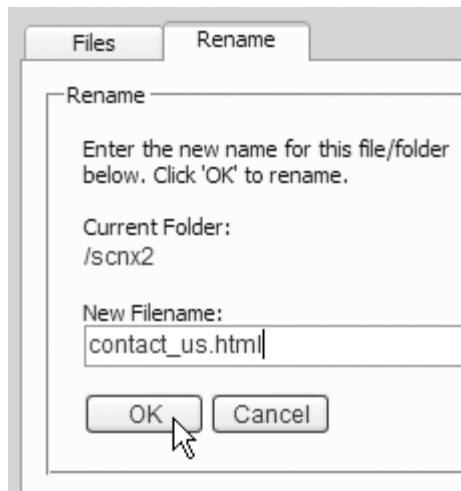 Files Rename
Rename
Enter the new name for this file/folder
below. Click 'OK' to rename.
Current Folder:
/scnx2
New Filename:
contact_us.html
OK Cancel